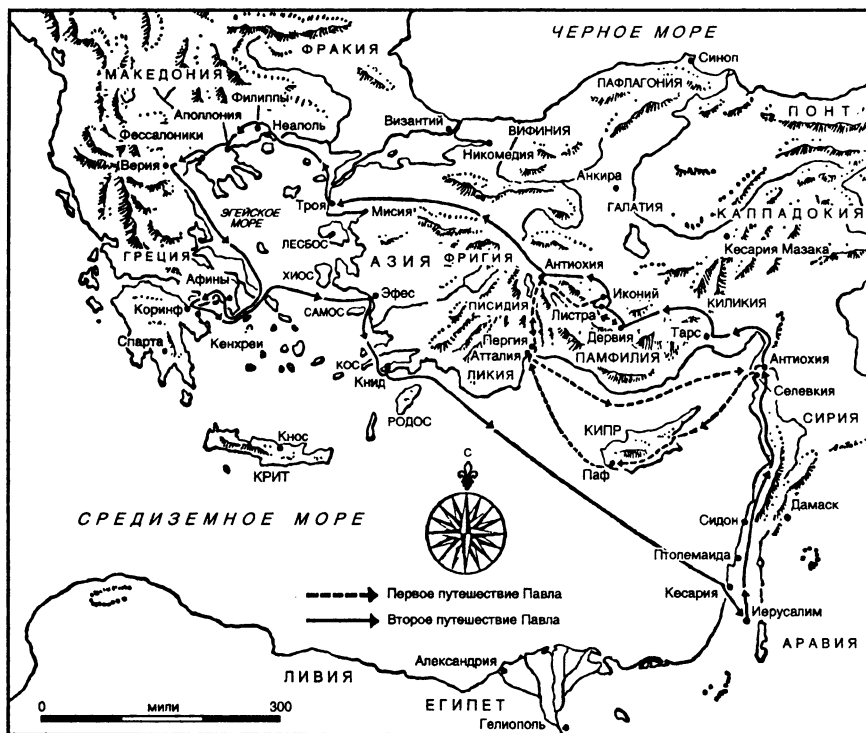 ЧЕРНОЕ МОРЕ
ФРАКИЯ
Синоп
МАКЕДОНИЯ
ПАФЛАГОНИЯ
Филиппы
ПОНТ
Аполлония
Неаполь
Византий
ВИФИНИЯ
Фессалоники
Никомедия
Верия
Анкира
Троя
Мисия
ГАЛАТИЯ
КАППАДОКИЯ
ЭГЕЙСКОЕ
МОРЕ
ЛЕСБОС
Кесария Мазака
ГРЕЦИЯ
АЗИЯ
ФРИГИЯ
Антиохия
ХИОС
Афины
Эфес
Иконий
ПИСИДИЯ
КИЛИКИЯ
Коринф
САМОС
Листра
Дервия
Тарс
Пергия
Спарта
Кенхреи
Атталия
ПАМФИЛИЯ
Антиохия
КОС
Книд
ЛИКИЯ
Селевкия
РОДОС
КИПР
СИРИЯ
Кнос
Паф
КРИТ
С
Дамаск
СРЕДИЗЕМНОЕ МОРЕ
Сидон
Птолемаида
Первое путешествие Павла
Кесария
Второе путешествие Павла
Иерусалим
АРАВИЯ
Александрия
ЛИВИЯ
ЕГИПЕТ
0 мили 300
Гелиополь